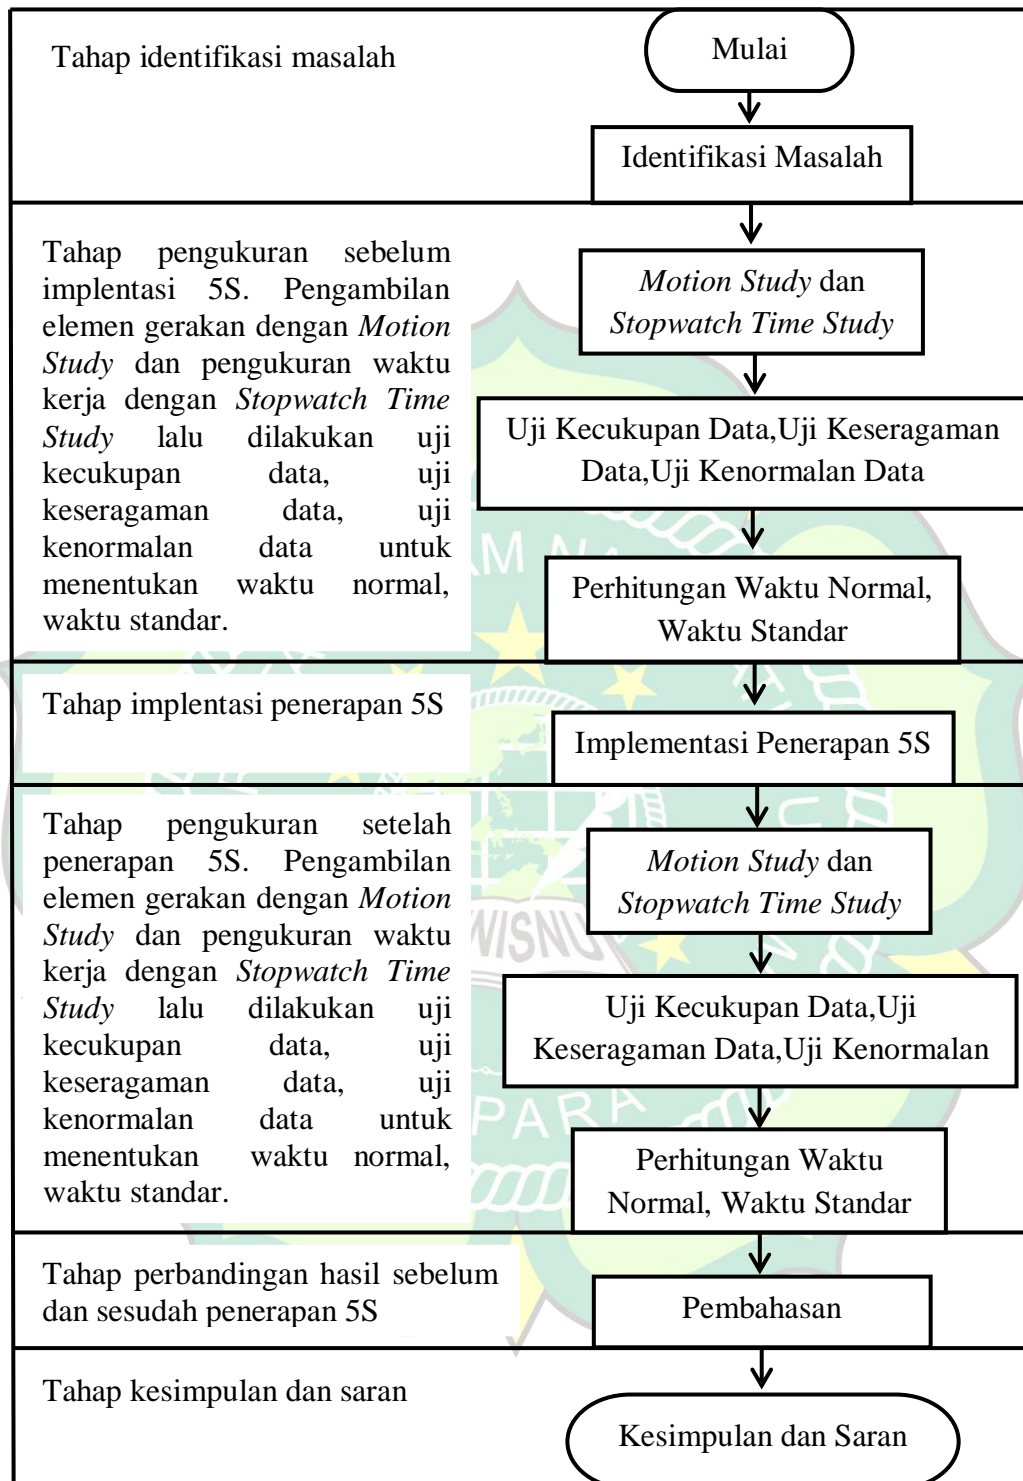 Tahap identifikasi masalah
Mulai
Identifikasi Masalah
Tahap pengukuran sebelum
implentasi 5S. Pengambilan
elemen gerakan dengan Motion
Study dan pengukuran waktu
kerja dengan Stopwatch Time
Study lalu dilakukan uji
kecukupan data, uji
keseragaman data, uji
kenormalan data untuk
menentukan waktu normal,
waktu standar.
Motion Study dan
Stopwatch Time Study
Uji Kecukupan Data,Uji Keseragaman
Data,Uji Kenormalan Data
Perhitungan Waktu Normal,
Waktu Standar
Tahap implentasi penerapan 5S
Implementasi Penerapan 5S
Tahap pengukuran setelah
penerapan 5S. Pengambilan
elemen gerakan dengan Motion
Study dan pengukuran waktu
kerja dengan Stopwatch Time
Study lalu dilakukan uji
kecukupan data, uji
keseragaman data, uji
kenormalan data untuk
menentukan waktu normal,
waktu standar.
Motion Study dan
Stopwatch Time Study
Uji Kecukupan Data,Uji
Keseragaman Data,Uji Kenormalan
Perhitungan Waktu
Normal, Waktu Standar
Tahap perbandingan hasil sebelum
dan sesudah penerapan 5S
Pembahasan
Tahap kesimpulan dan saran
Kesimpulan dan Saran
WISNU
PARA